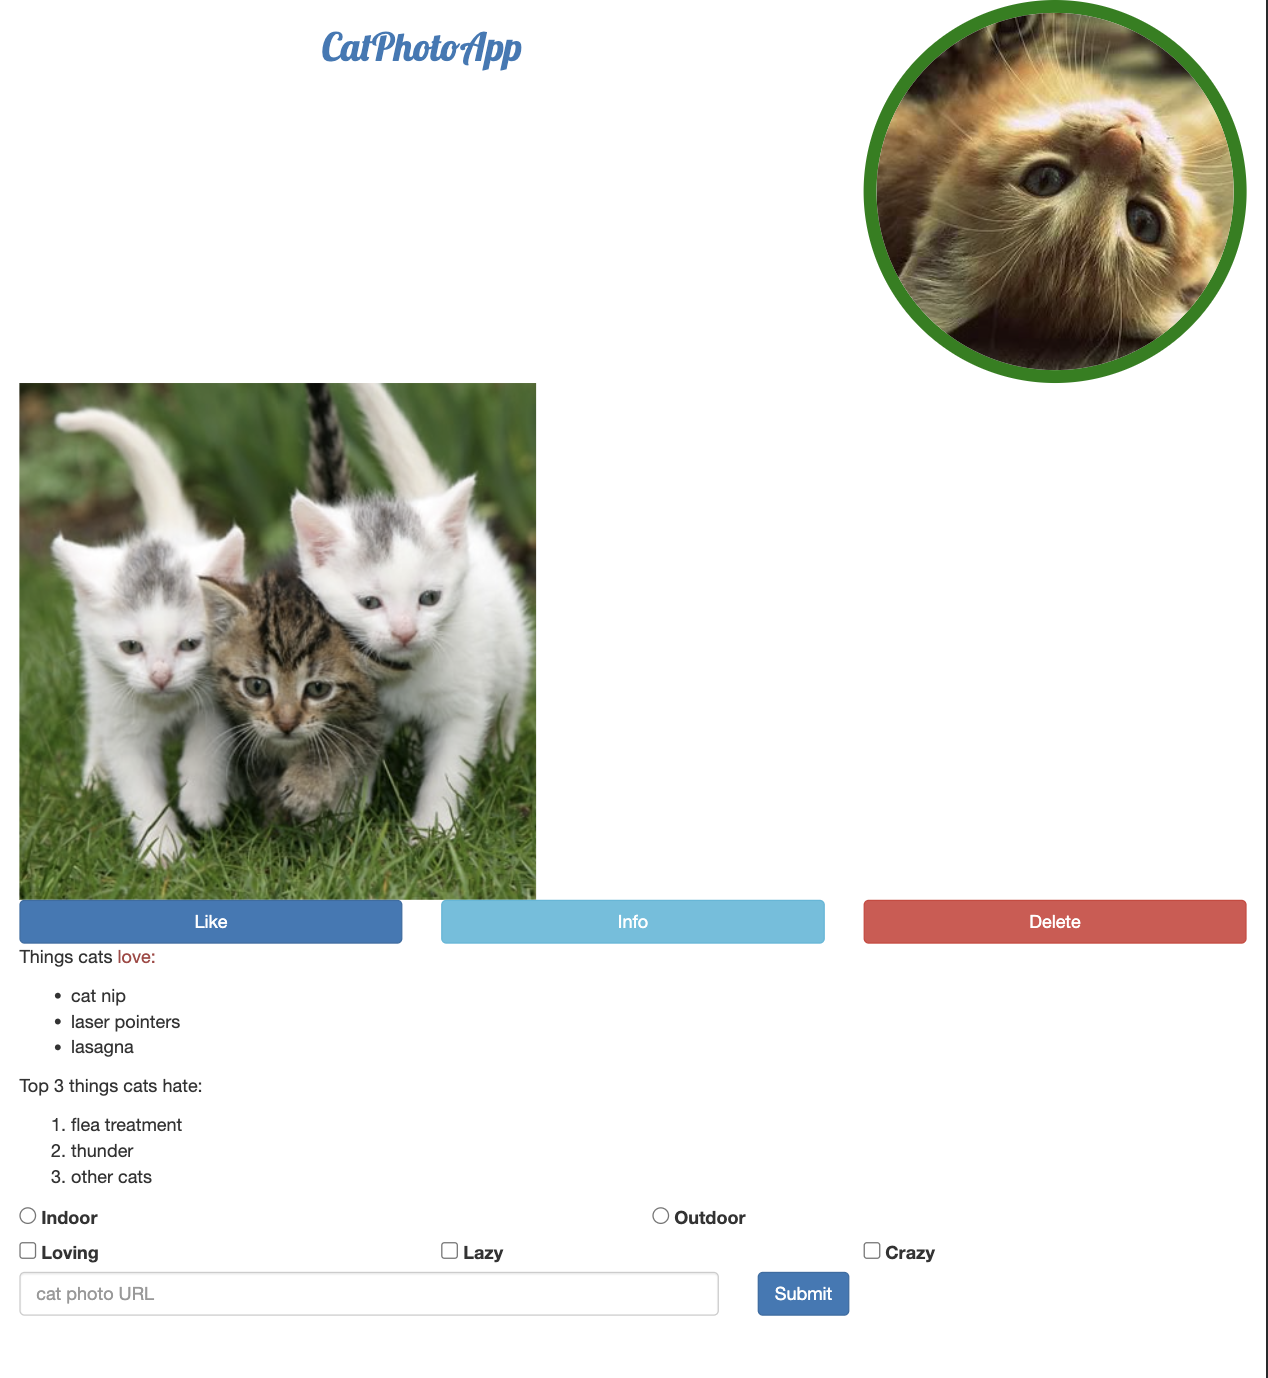 CatPhotoApp
Like Info Delete
Things cats love:
• cat nip
• laser pointers
• lasagna
Top 3 things cats hate:
1. flea treatment
2. thunder
3. other cats
Indoor Outdoor
Loving Lazy Crazy
cat photo URL Submit